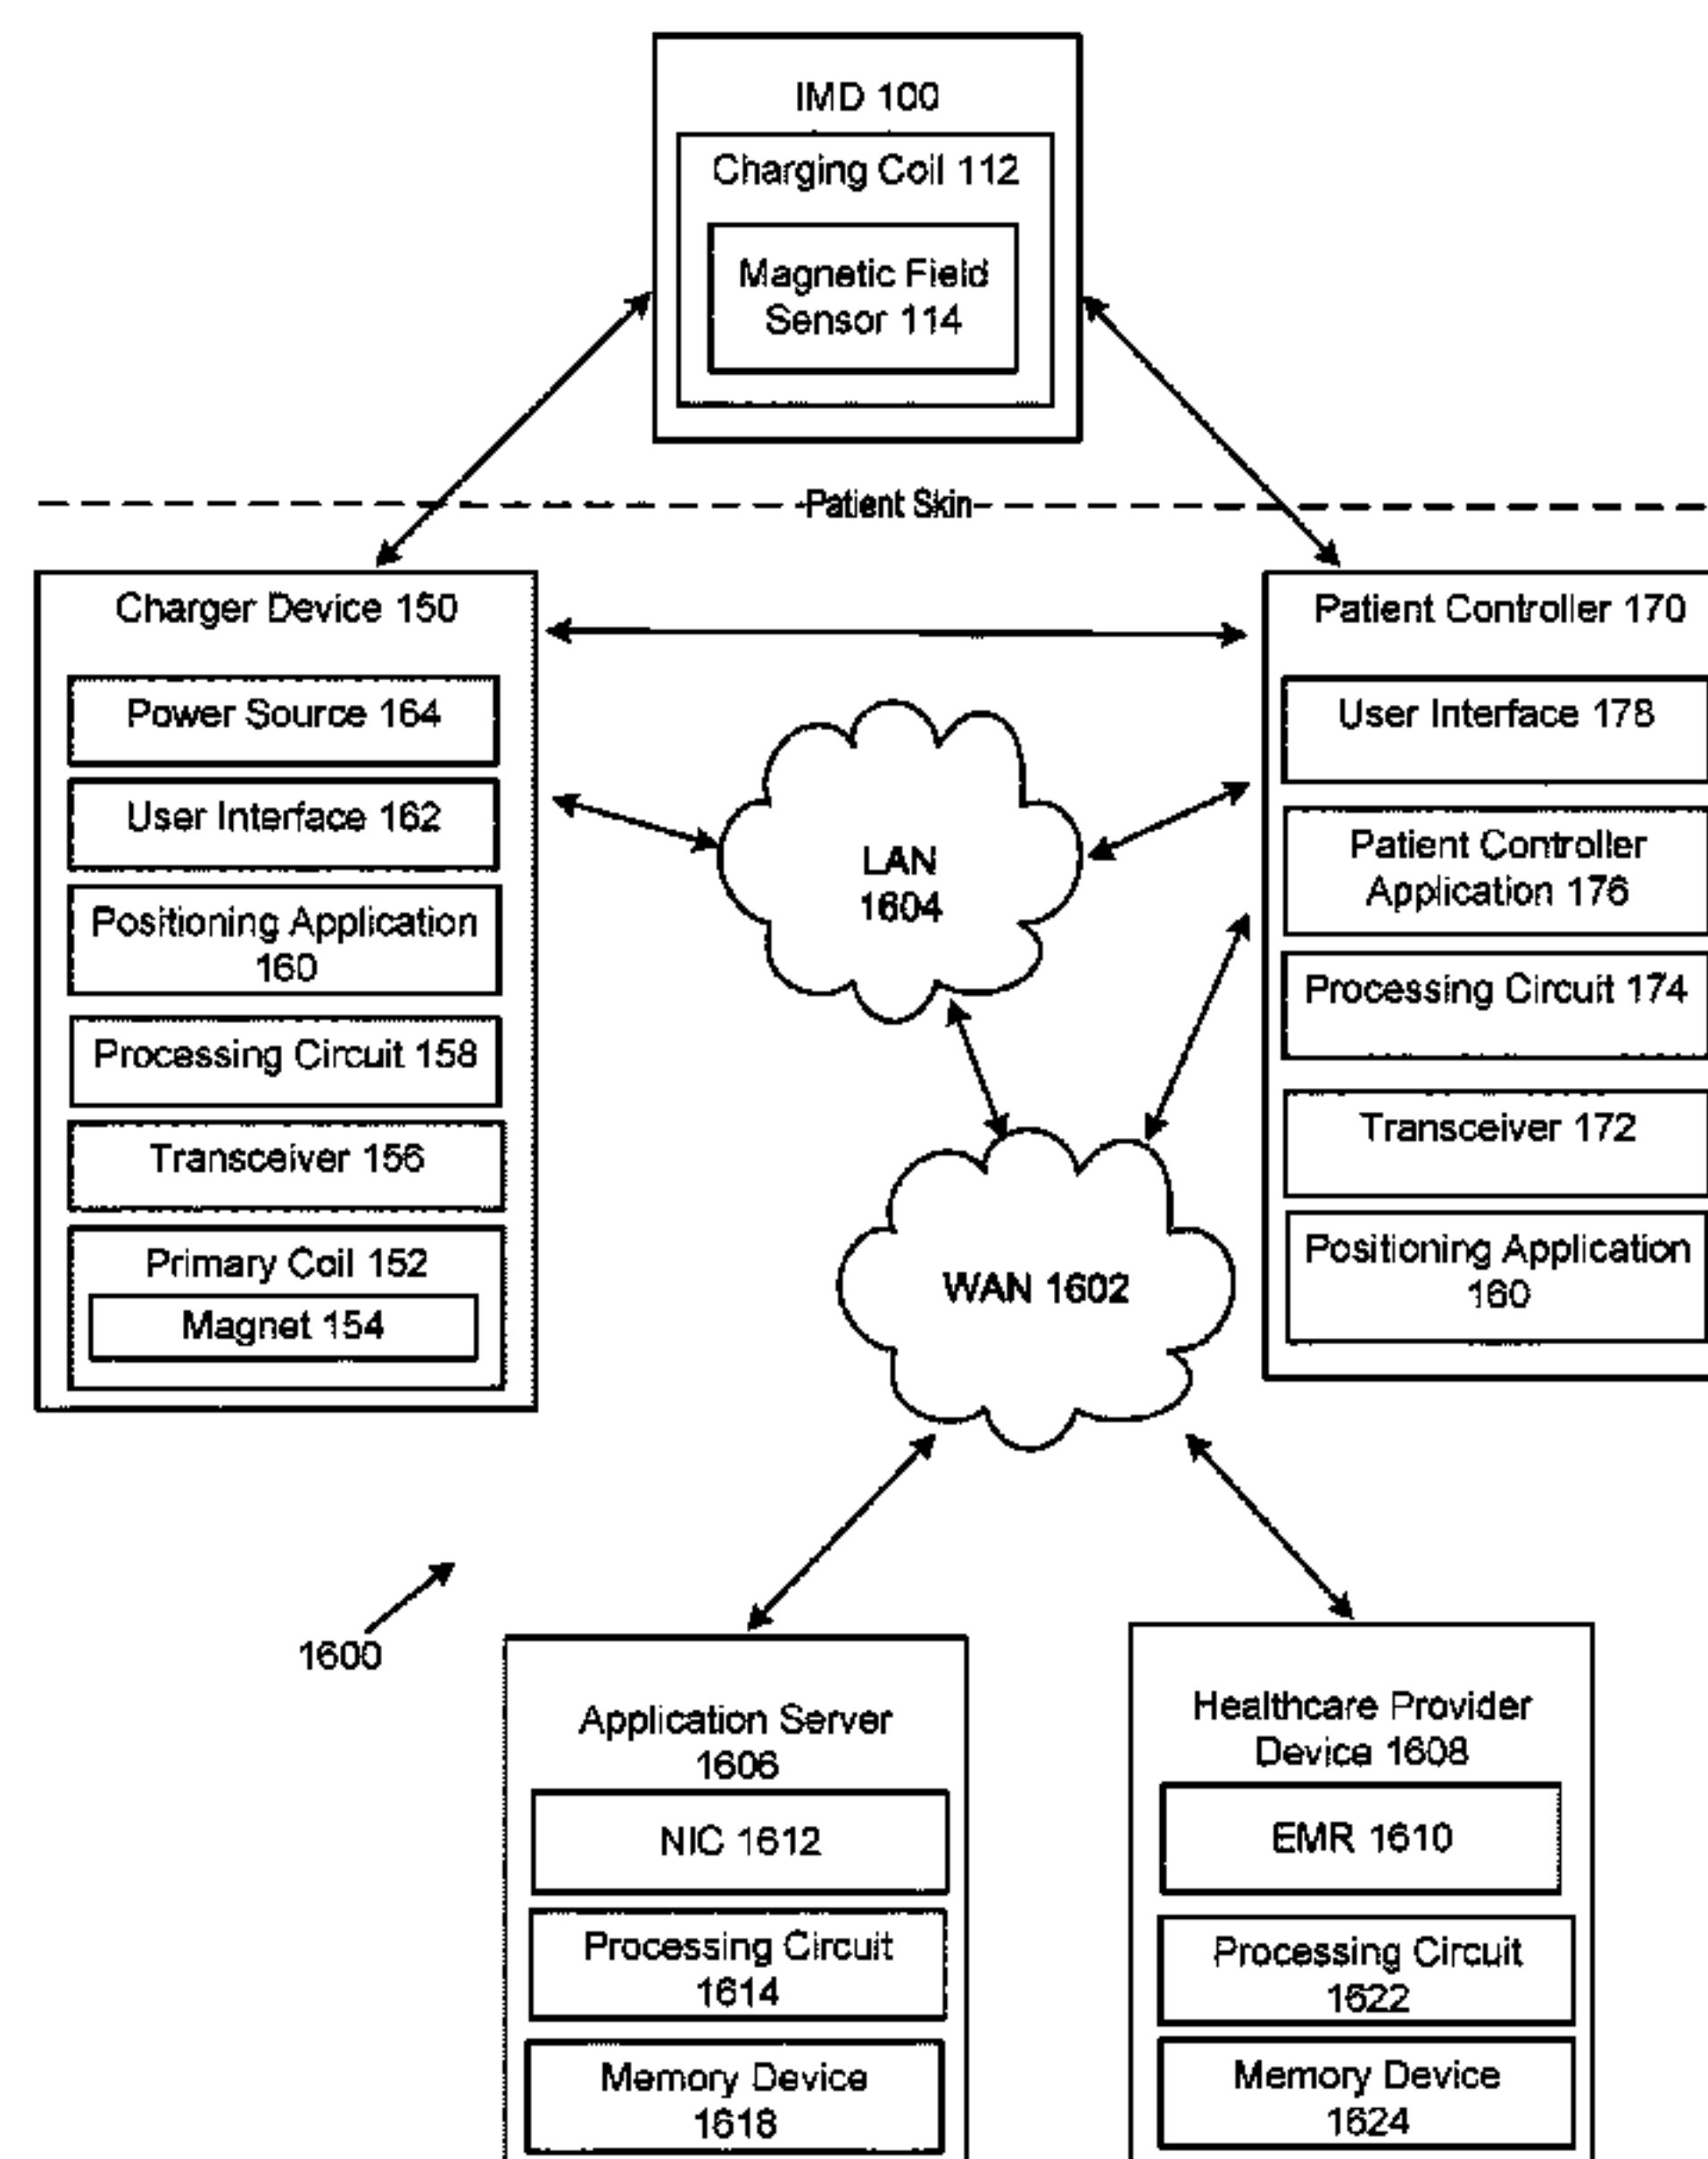 IMD 100
Charging Coil 112
Magnetic Field
Sensor 114
Patient Skin
Charger Device 150
Power Source 164
User Interface 162
Positioning Application
160
Processing Circuit 158
Transceiver 156
Primary Coil 152
Magnet 154
LAN
1604
WAN 1602
Patient Controller 170
User Interface 178
Patient Controller
Application 176
Processing Circuit 174
Transceiver 172
Positioning Application
160
1600
Application Server
1606
NIC 1612
Processing Circuit
1614
Memory Device
1618
Healthcare Provider
Device 1608
EMR 1610
Processing Circuit
1622
Memory Device
1624